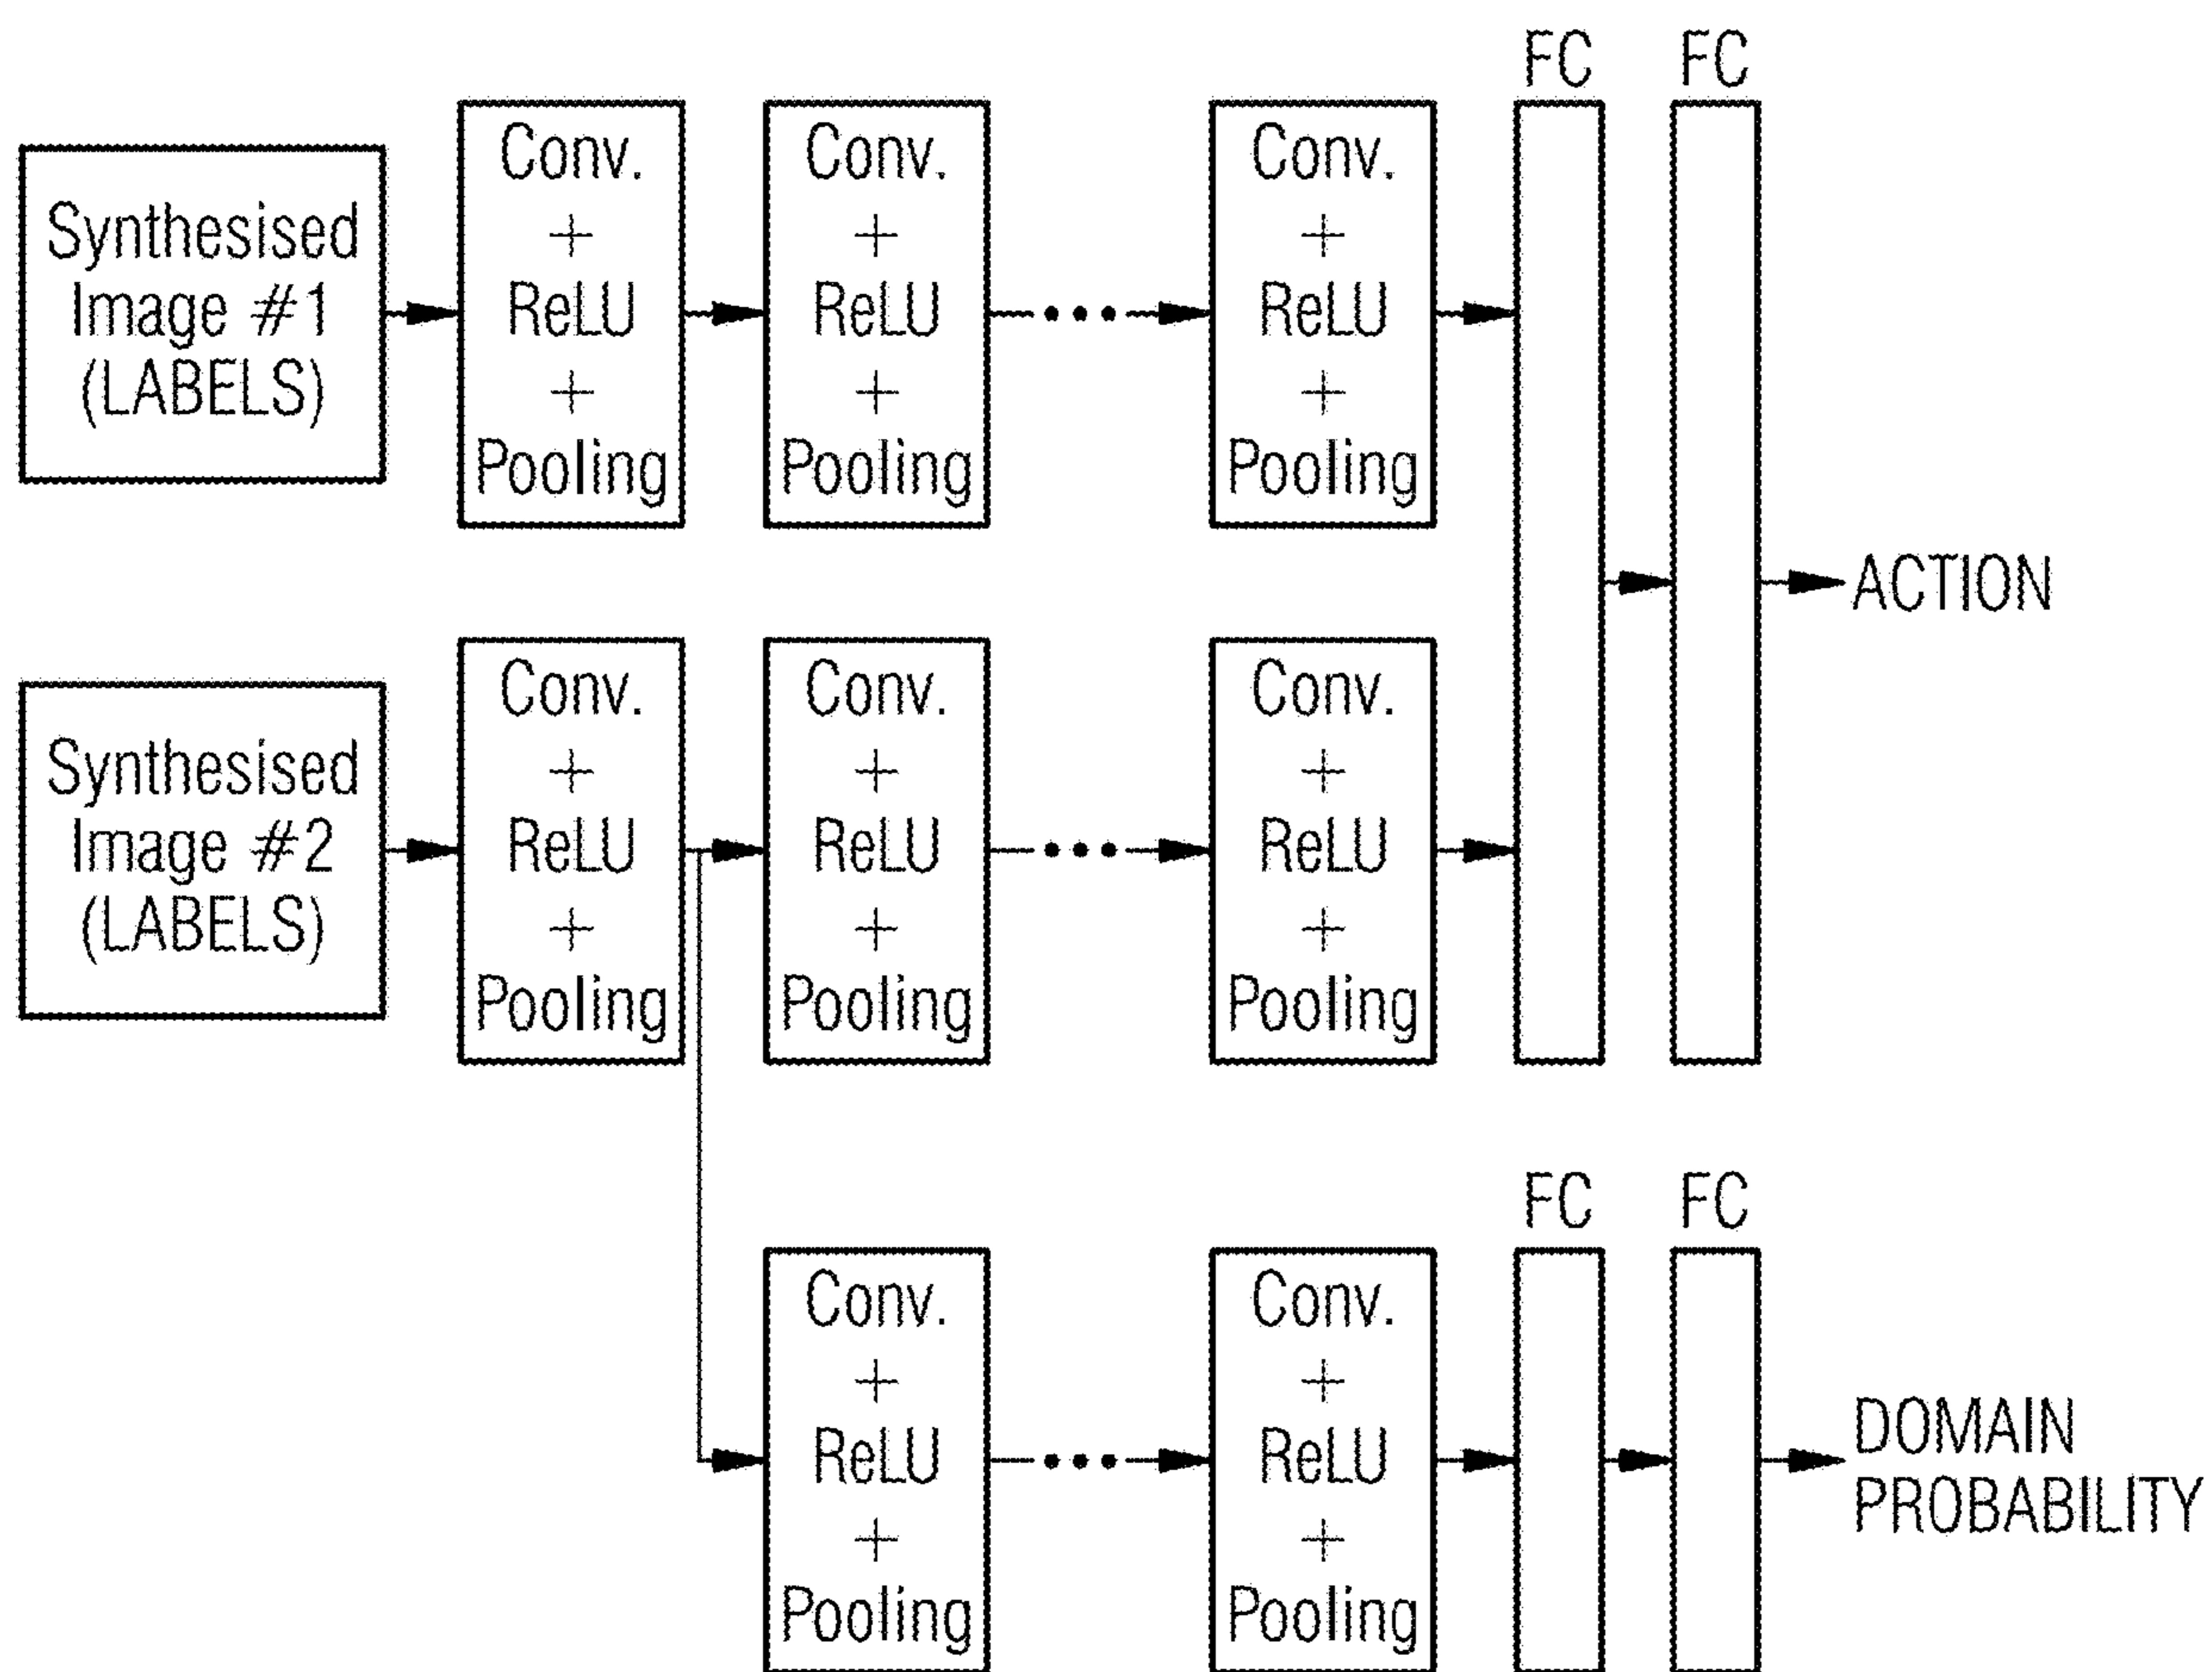 FC
FC
Synthesised
Image #1
(LABELS)
Conv.
+
ReLU
+
Pooling
Conv.
+
ReLU
+
Pooling
Conv.
+
ReLU
+
Pooling
ACTION
Synthesised
Image #2
(LABELS)
Conv.
+
ReLU
+
Pooling
Conv.
+
ReLU
+
Pooling
Conv.
+
ReLU
+
Pooling
FC
FC
Conv.
+
ReLU
+
Pooling
Conv.
+
ReLU
+
Pooling
DOMAIN
PROBABILITY